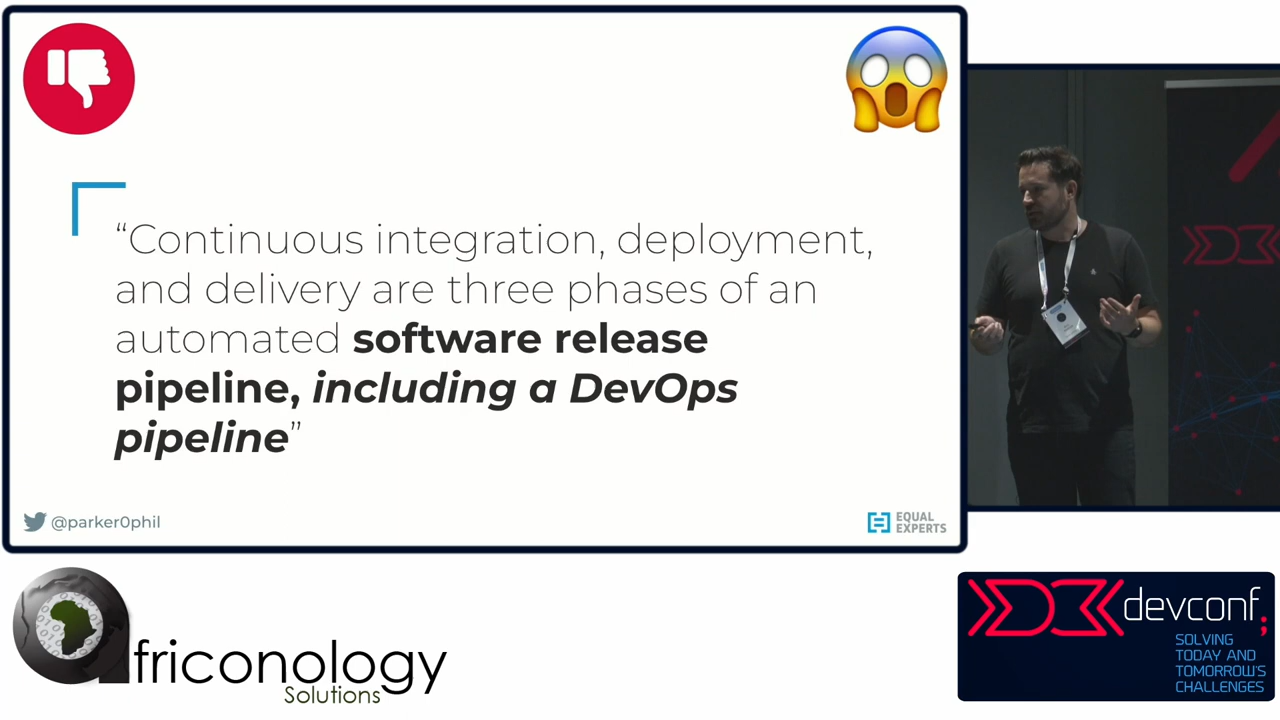 “Continuous integration, deployment,
and delivery are three phases of an
automated software release
pipeline, including a DevOps
pipeline”
@parker0phil
EQUAL
EXPERTS
africonology
Solutions
devconf;
SOLVING
TODAY AND
TOMORROW'S
CHALLENGES